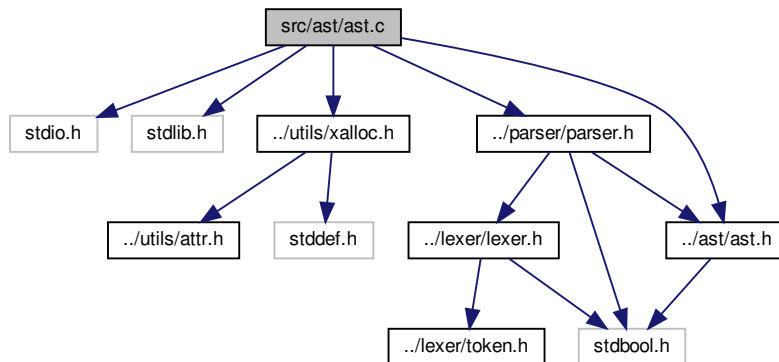 src/ast/ast.c
stdio.h
stdlib.h
../utils/xalloc.h
../parser/parser.h
../utils/attr.h
stddef.h
../lexer/lexer.h
../ast/ast.h
../lexer/token.h
stdbool.h